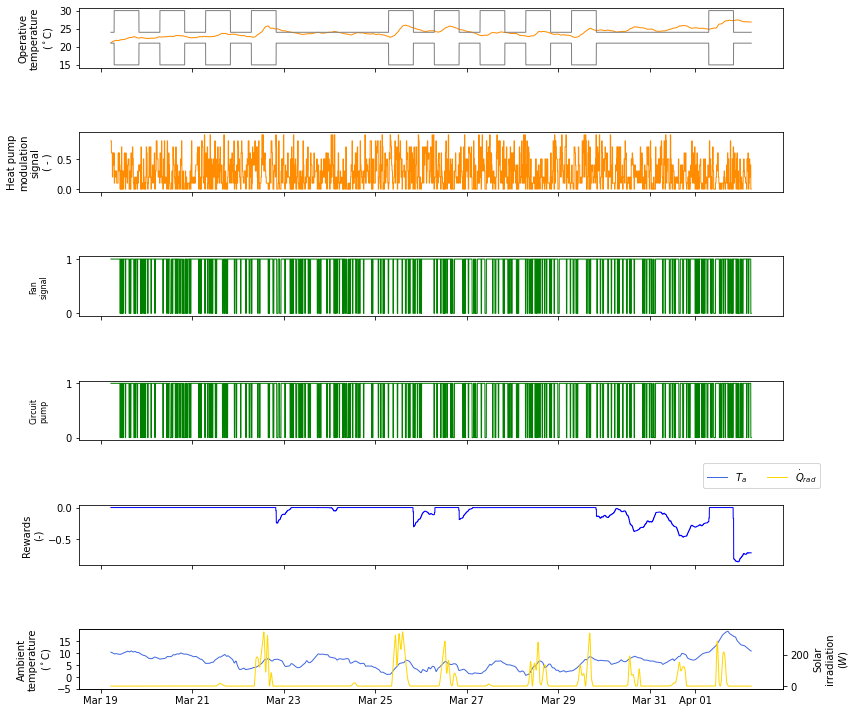 Operative
temperature
(°C)
30
25
20
15
Heat pump
modulation
signal
( - )
0.5
0.0
Fan
signal
1
0
Circuit
pump
1
0
T_a
Q̇_rad
Rewards
(-)
0.0
−0.5
Ambient
temperature
(°C)
15
10
5
0
−5
200
0
Solar
irradiation
(W)
Mar 19 Mar 21 Mar 23 Mar 25 Mar 27 Mar 29 Mar 31 Apr 01